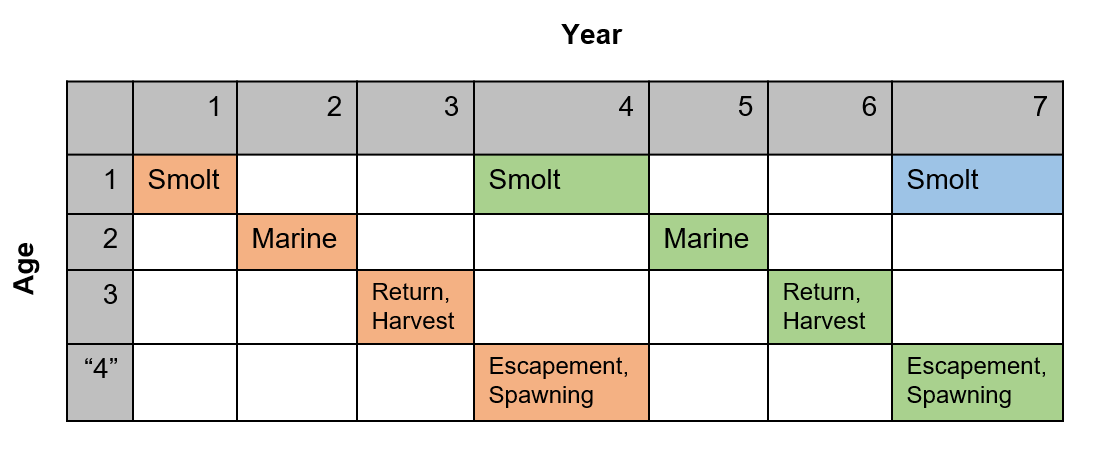 Year
1 2 3 4 5 6 7
Age
1 Smolt Smolt Smolt
2 Marine Marine
3 Return, Return,
Harvest Harvest
“4” Escapement, Escapement,
Spawning Spawning